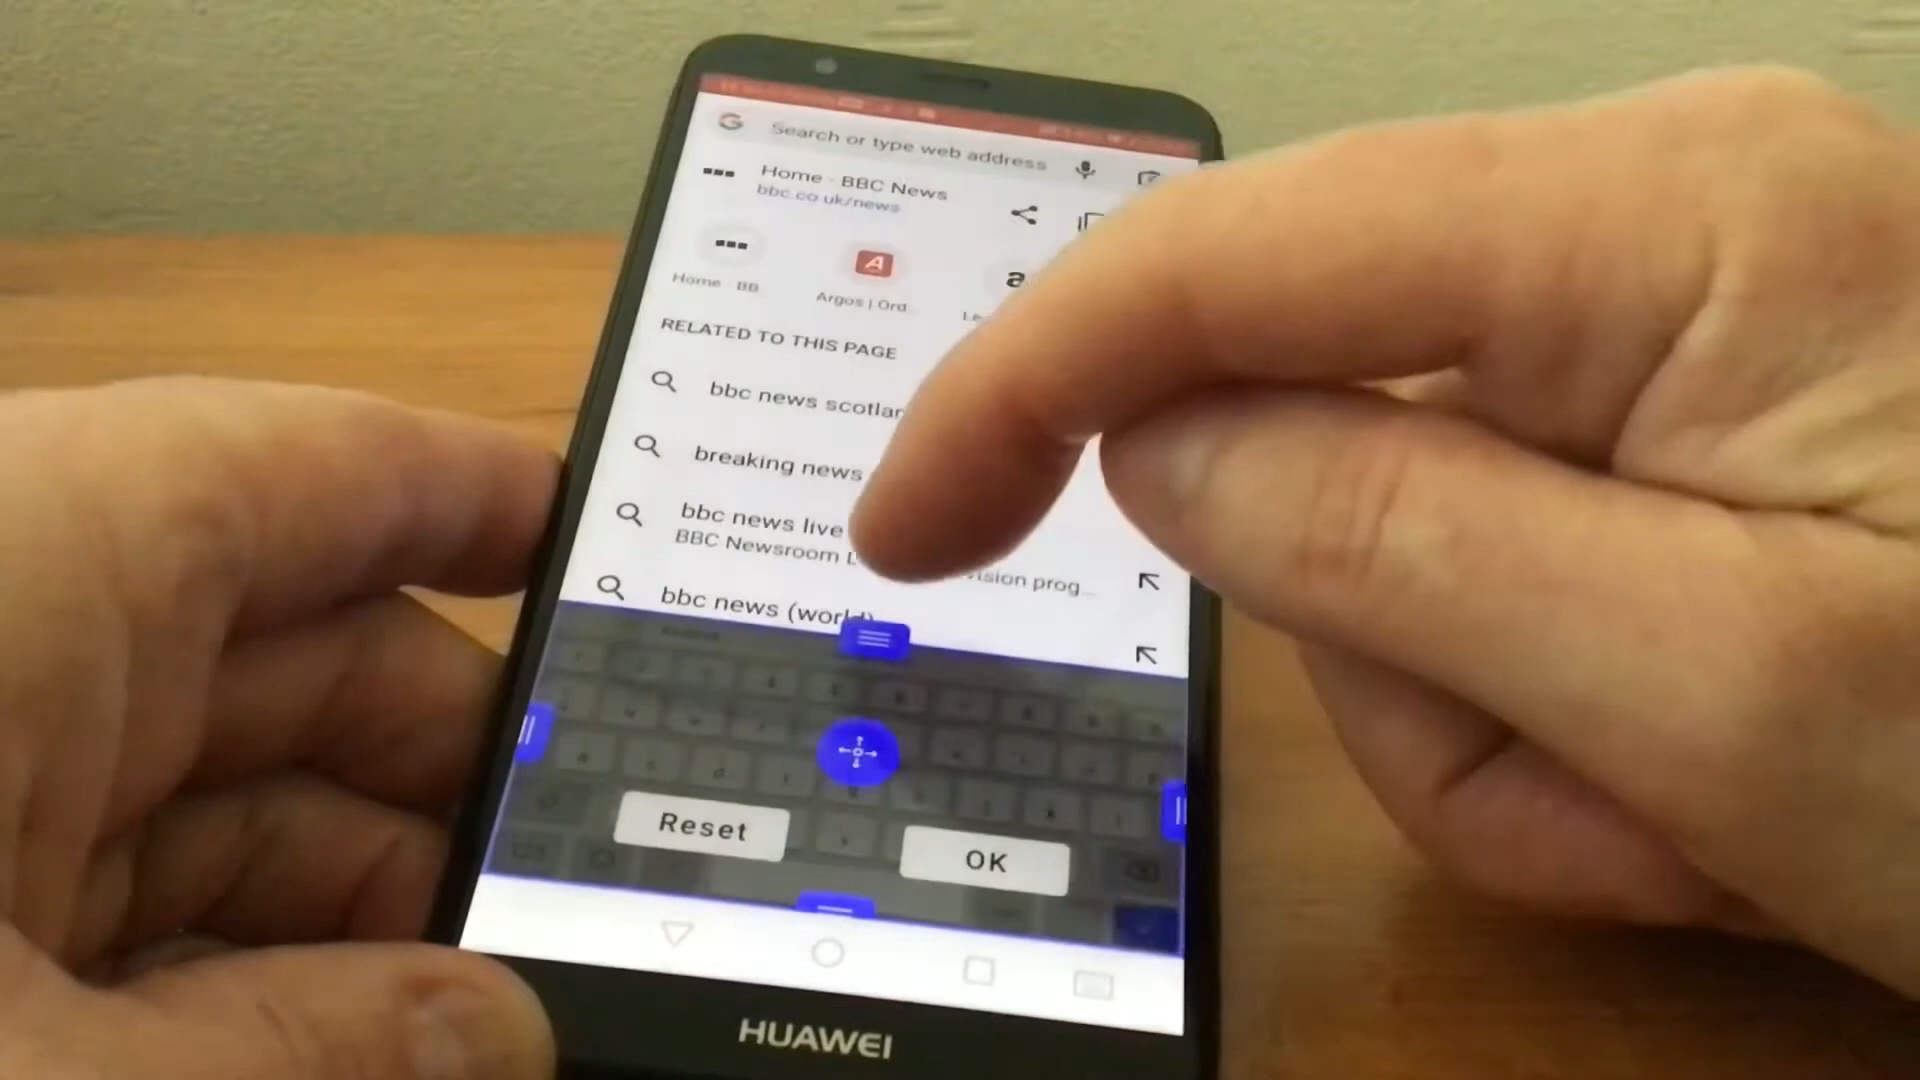 Search or type web address
Home - BBC News
bbc.co.uk/news
Home BB
A
a
Argos | Ord...
Le
RELATED TO THIS PAGE
bbc news scotlan
breaking news
bbc news live
BBC Newsroom L vision prog...
bbc news (world)
Reset
OK
123
HUAWEI